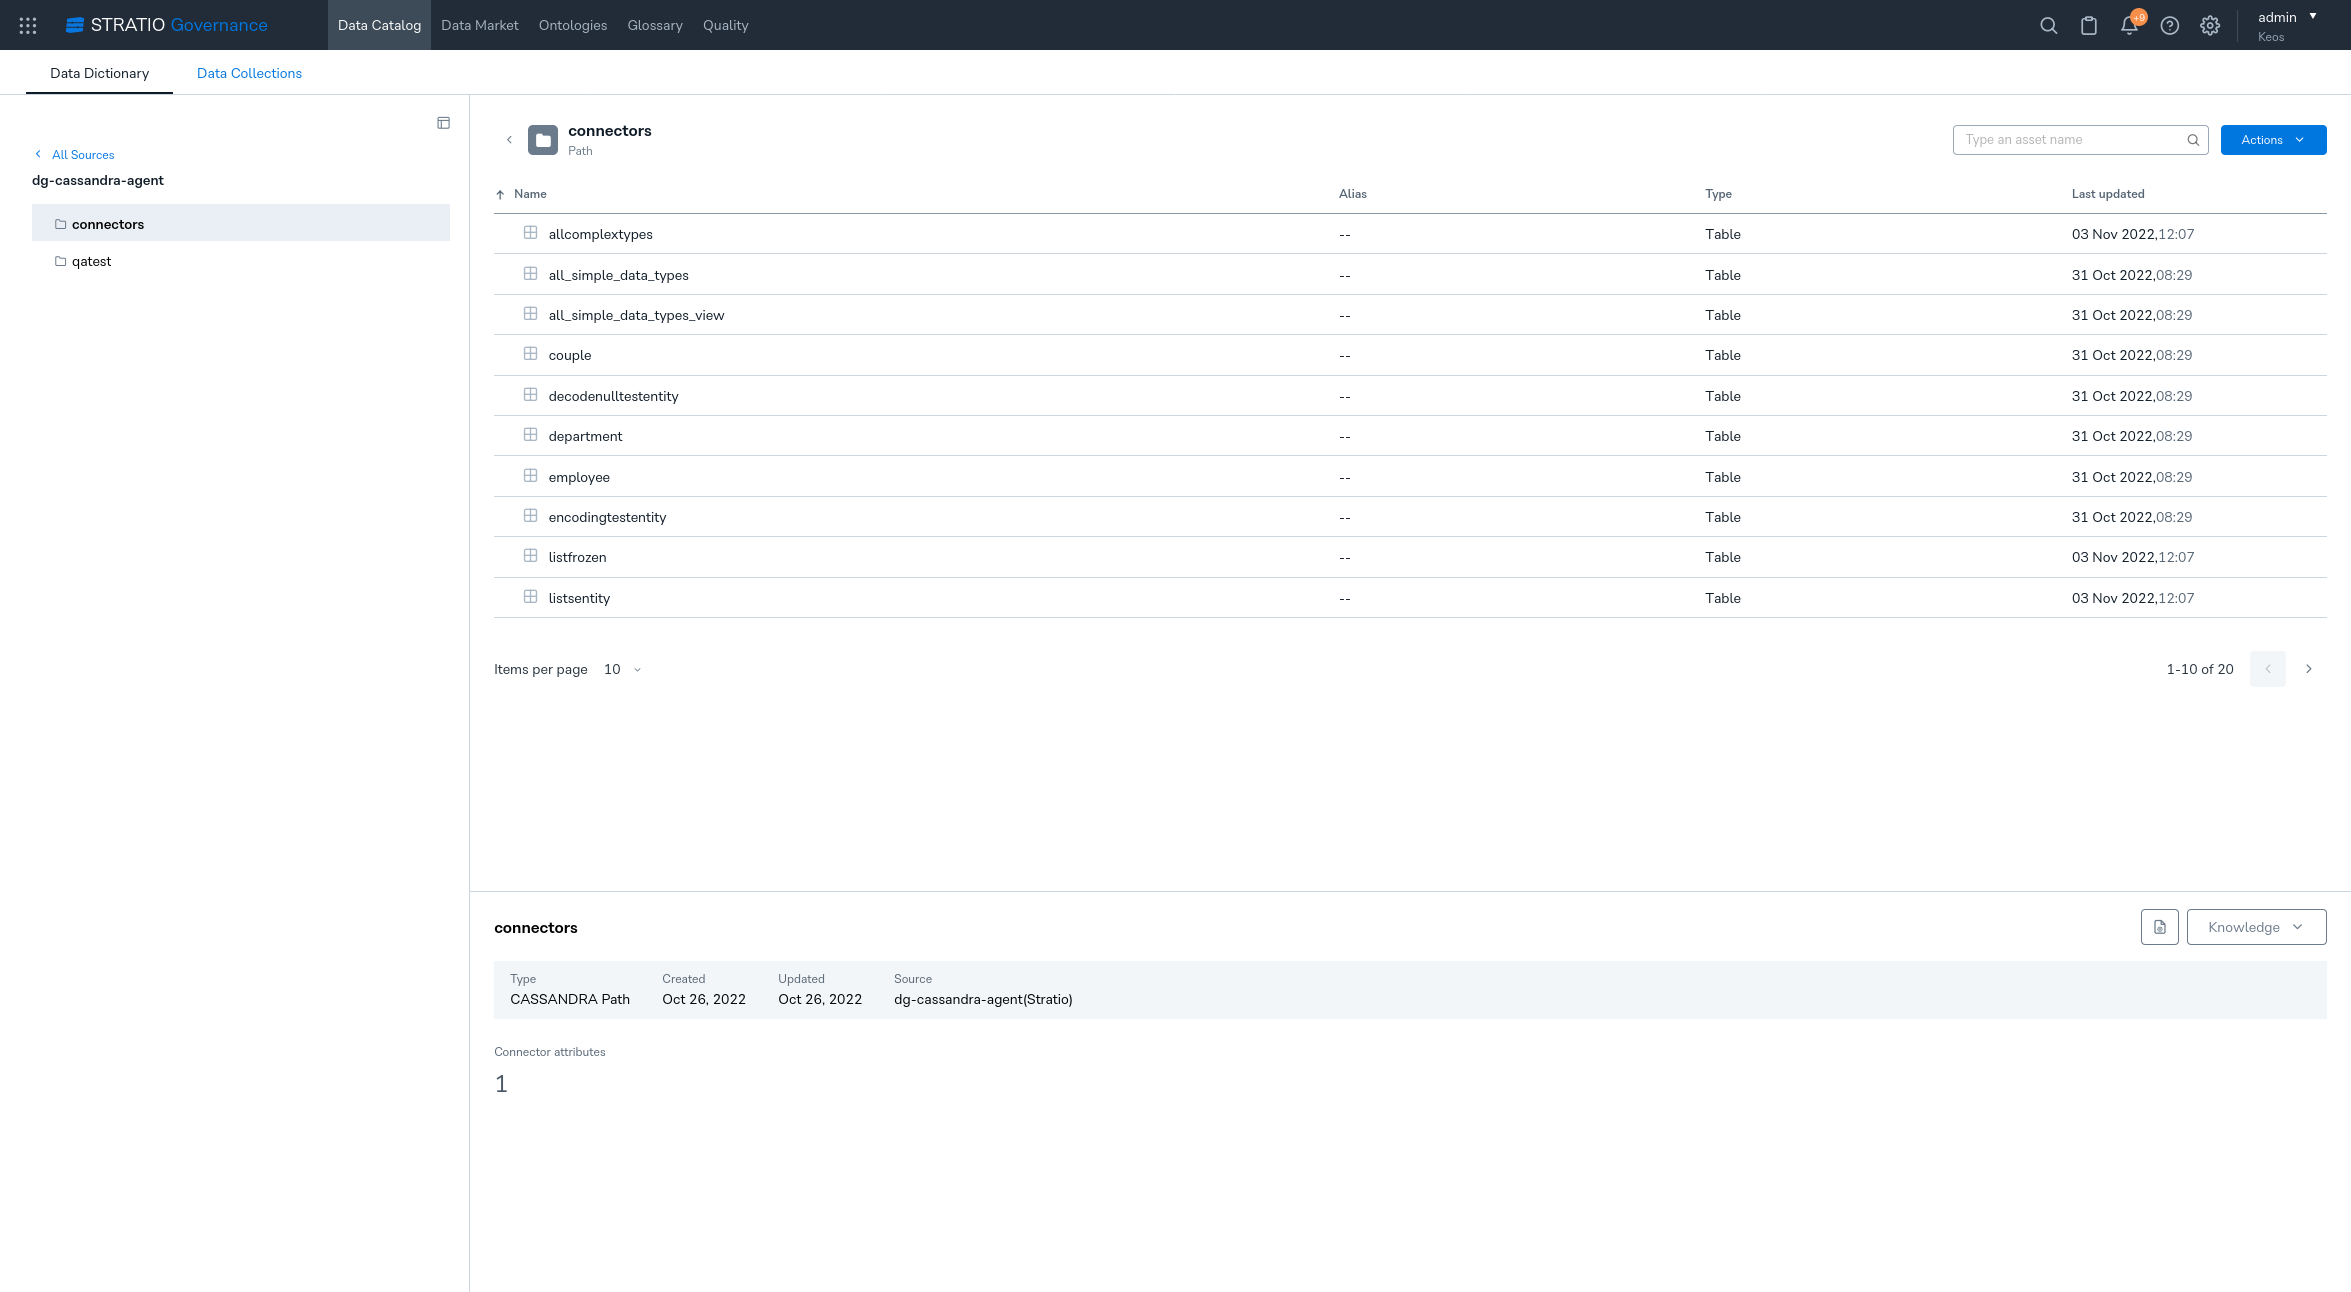 STRATIO Governance
Data Catalog Data Market Ontologies Glossary Quality
+9
admin
Keos
Data Dictionary Data Collections
All Sources
dg-cassandra-agent
connectors
qatest
connectors
Path
Type an asset name
Actions
Name Alias Type Last updated
allcomplextypes -- Table 03 Nov 2022,12:07
all_simple_data_types -- Table 31 Oct 2022,08:29
all_simple_data_types_view -- Table 31 Oct 2022,08:29
couple -- Table 31 Oct 2022,08:29
decodenulltestentity -- Table 31 Oct 2022,08:29
department -- Table 31 Oct 2022,08:29
employee -- Table 31 Oct 2022,08:29
encodingtestentity -- Table 31 Oct 2022,08:29
listfrozen -- Table 03 Nov 2022,12:07
listsentity -- Table 03 Nov 2022,12:07
Items per page 10
1-10 of 20
connectors
Knowledge
Type Created Updated Source
CASSANDRA Path Oct 26, 2022 Oct 26, 2022 dg-cassandra-agent(Stratio)
Connector attributes
1